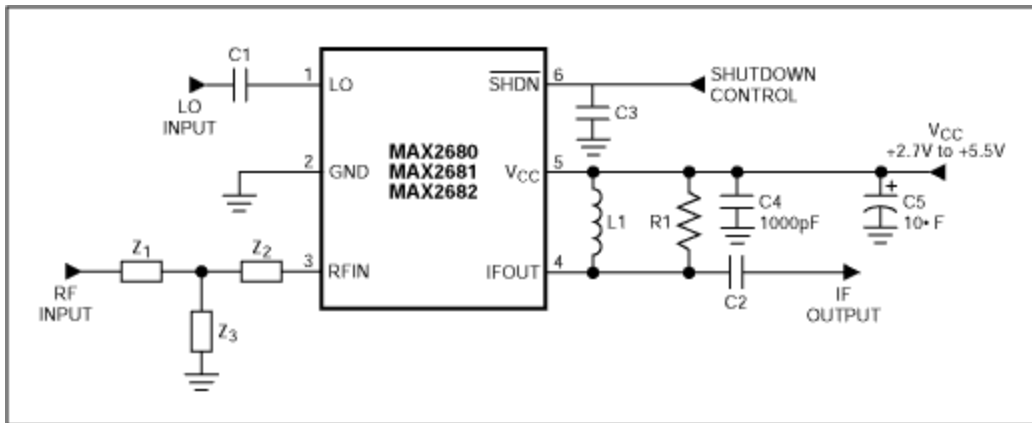 C1
1
LO
LO
INPUT
2
GND
MAX2680
MAX2681
MAX2682
SHDN
6
SHUTDOWN
CONTROL
C3
VCC
5
VCC
+2.7V to +5.5V
L1
R1
C4
1000pF
+
C5
10• F
Z1
Z2
3
RFIN
RF
INPUT
Z3
IFOUT
4
C2
IF
OUTPUT